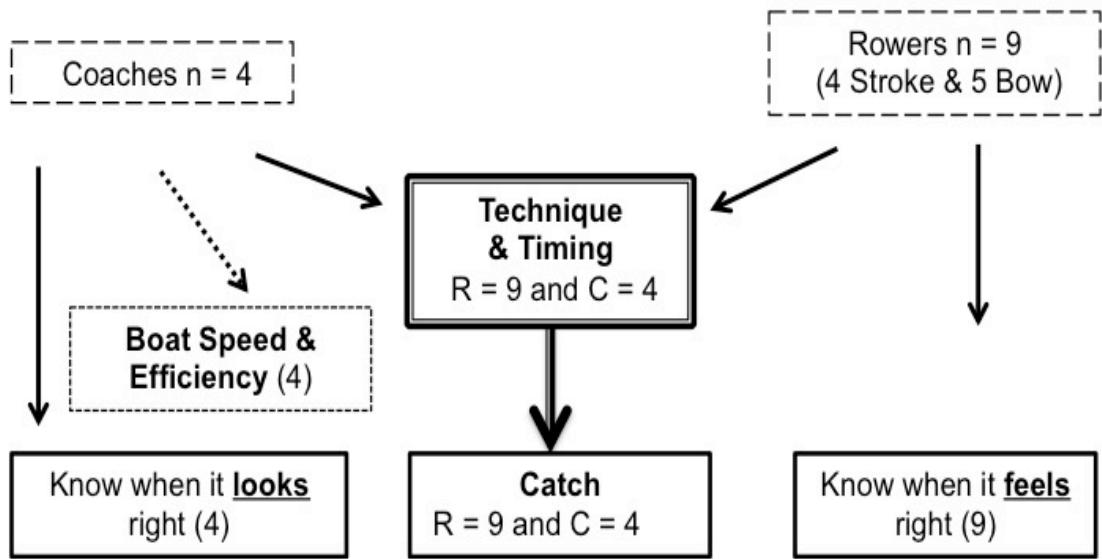 Coaches n = 4
Rowers n = 9
(4 Stroke & 5 Bow)
Technique
& Timing
R = 9 and C = 4
Boat Speed &
Efficiency (4)
Know when it looks
right (4)
Catch
R = 9 and C = 4
Know when it feels
right (9)